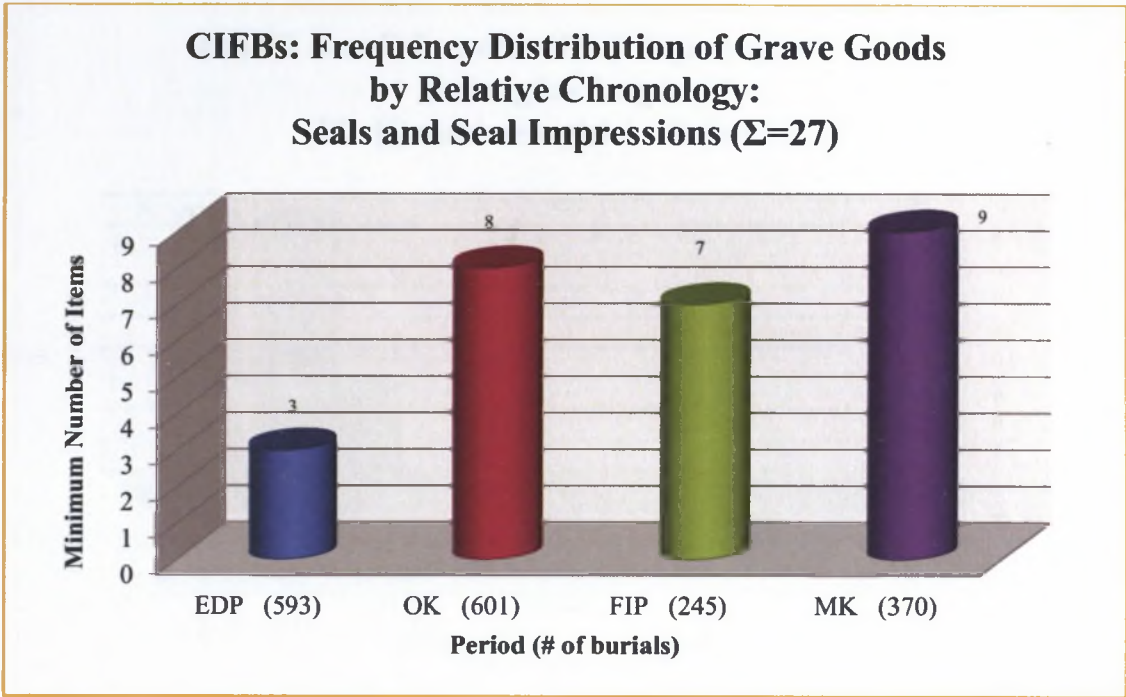 CIFBs: Frequency Distribution of Grave Goods
by Relative Chronology:
Seals and Seal Impressions (Σ=27)
Minimum Number of Items
9
8
7
6
5
4
3
2
1
0
3
8
7
9
EDP (593) OK (601) FIP (245) MK (370)
Period (# of burials)